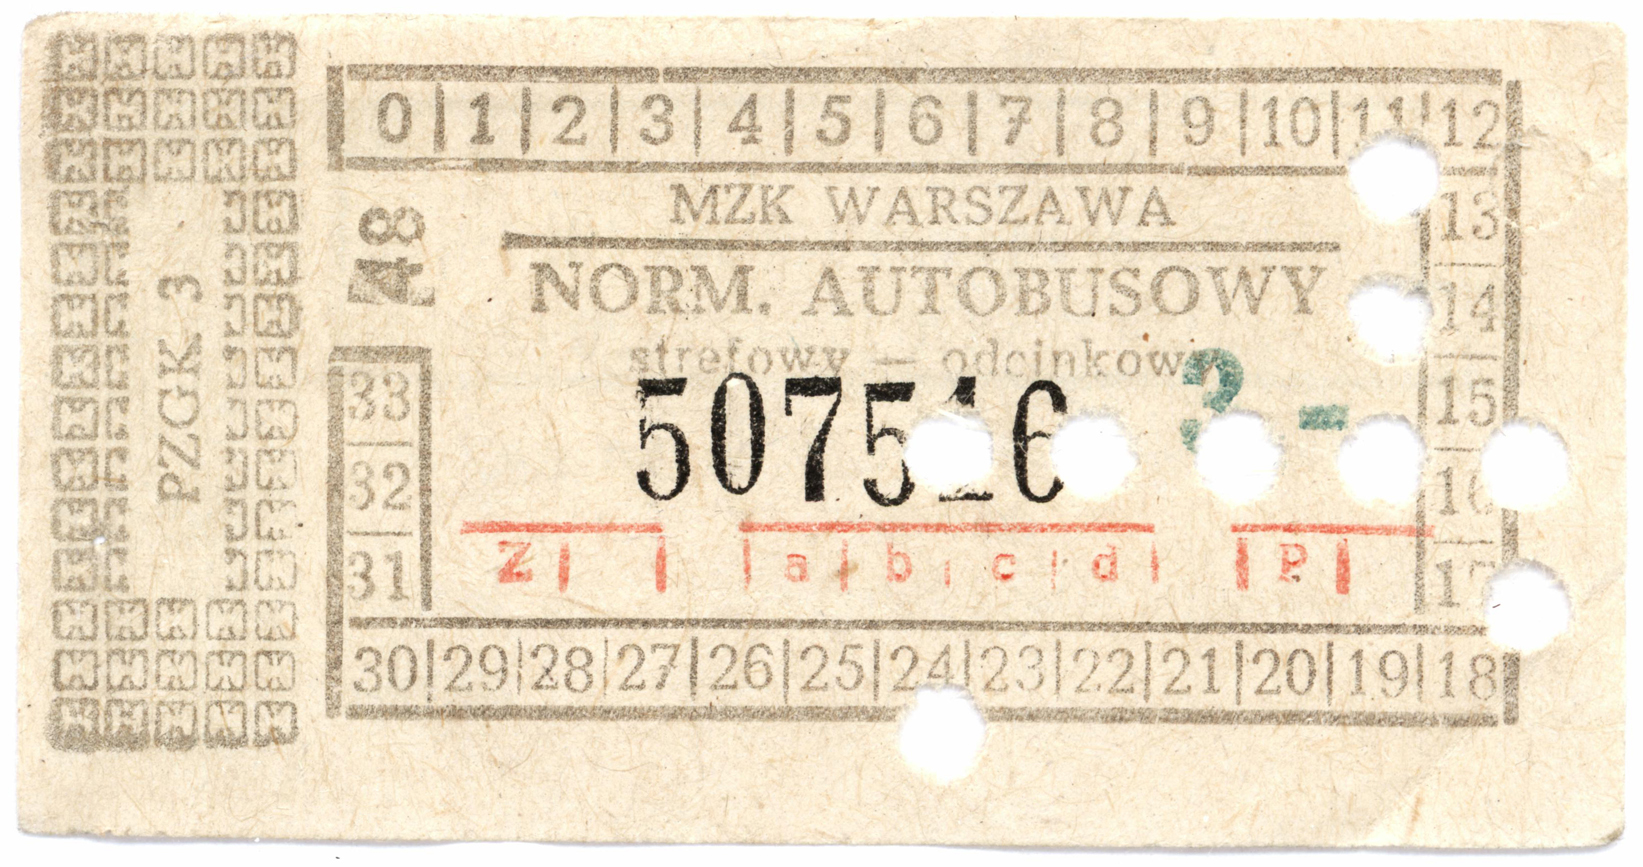 0 1 2 3 4 5 6 7 8 9 10 11 12
MZK WARSZAWA
48
NORM. AUTOBUSOWY
strefowy — odcinkowy
3 -
507516
PZGK 3
33
32
31
13
14
15
16
17
Z a b c d P
30 29 28 27 26 25 24 23 22 21 20 19 18